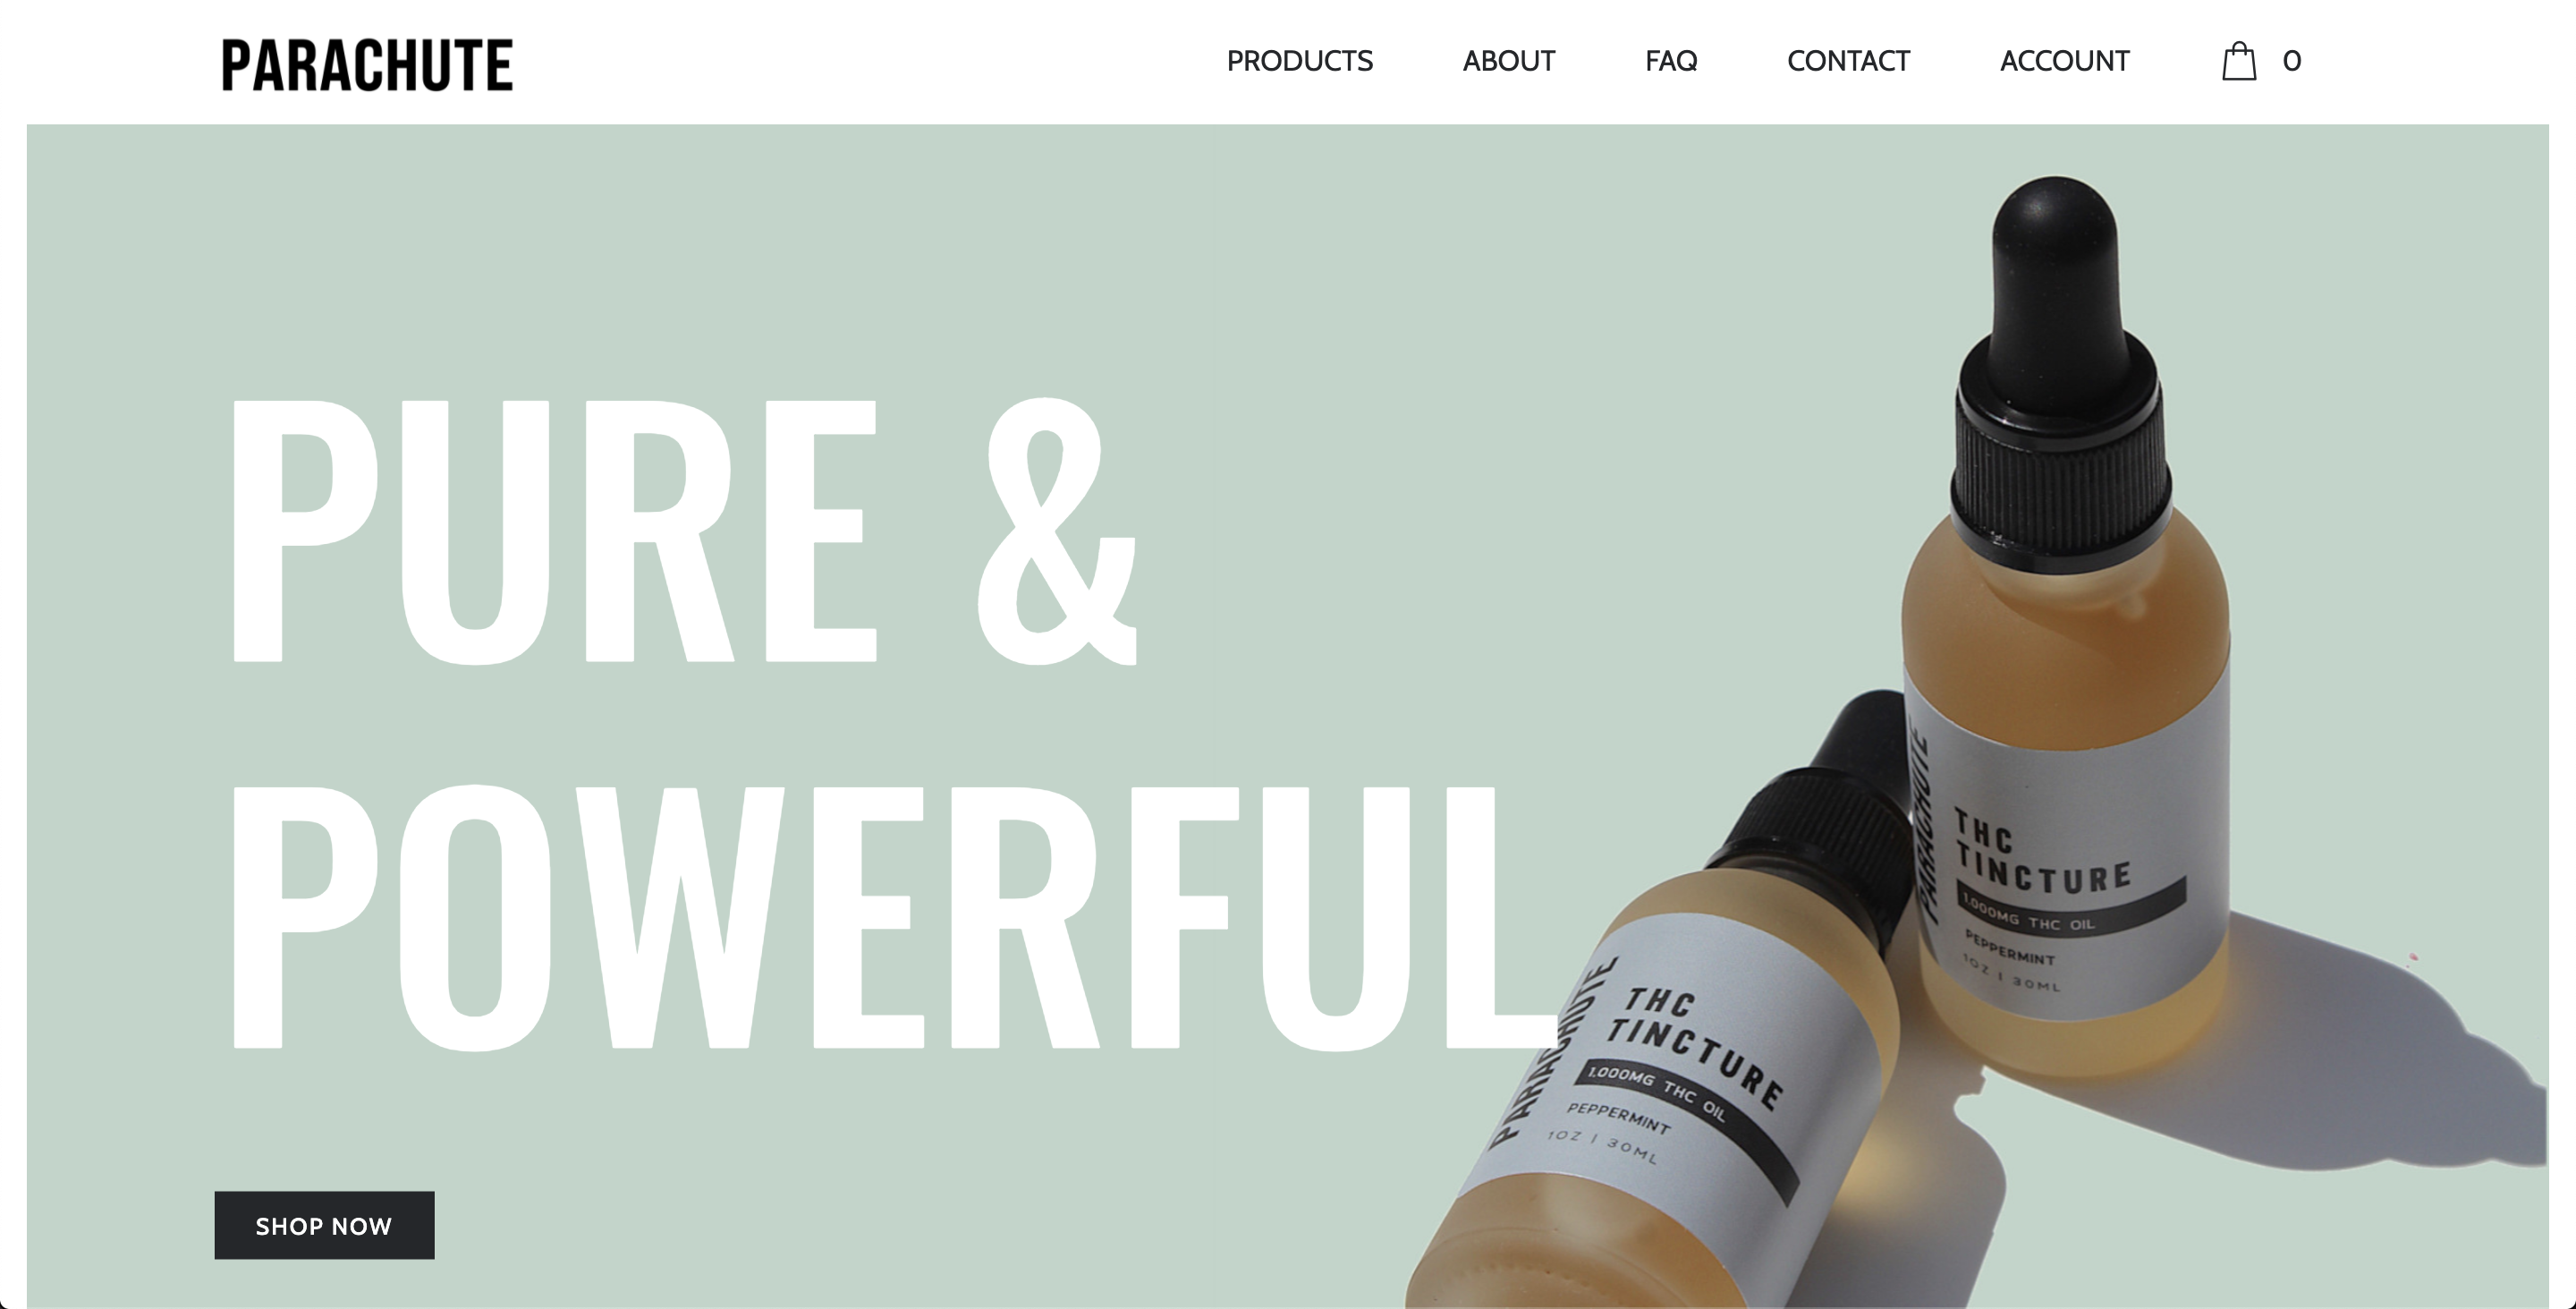 PARACHUTE
PRODUCTS ABOUT FAQ CONTACT ACCOUNT 0
PURE &
POWERFUL
SHOP NOW
PARACHUTE
THC
TINCTURE
1.000MG THC OIL
PEPPERMINT
1OZ | 30ML
PARACHUTE
THC
TINCTURE
1.000MG THC OIL
PEPPERMINT
1OZ | 30ML